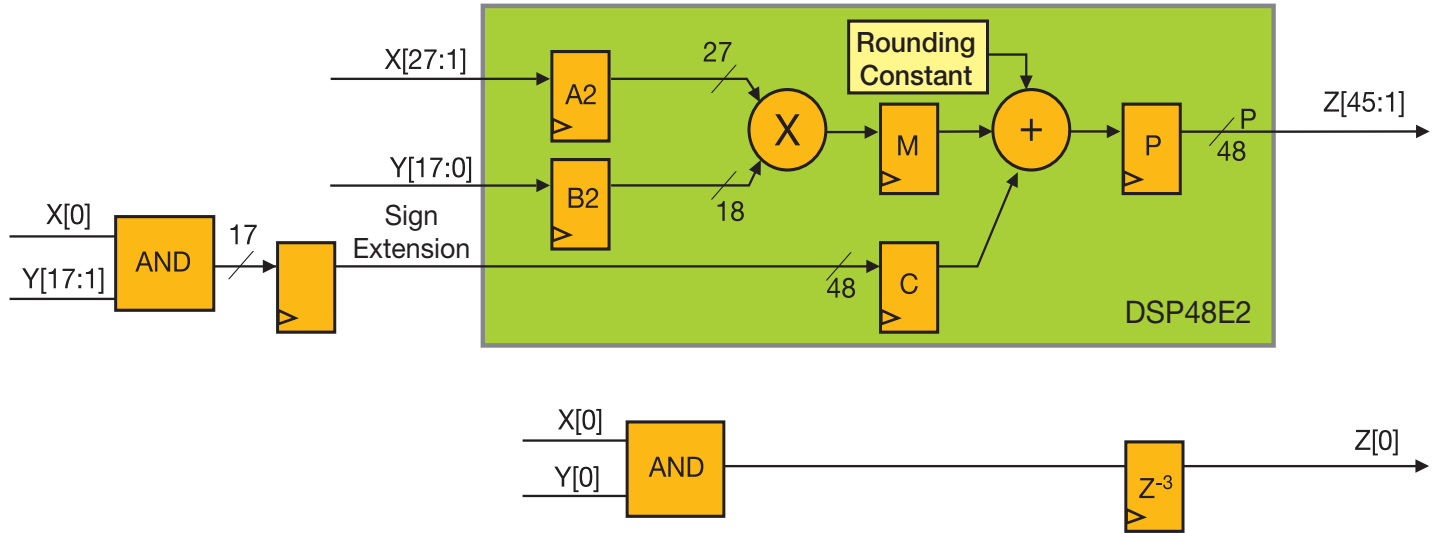 X[27:1]
A2
27
Rounding
Constant
X
M
+
P
P
48
Z[45:1]
Y[17:0]
B2
18
X[0]
Y[17:1]
AND
17
Sign
Extension
48
C
DSP48E2
X[0]
Y[0]
AND
Z-3
Z[0]